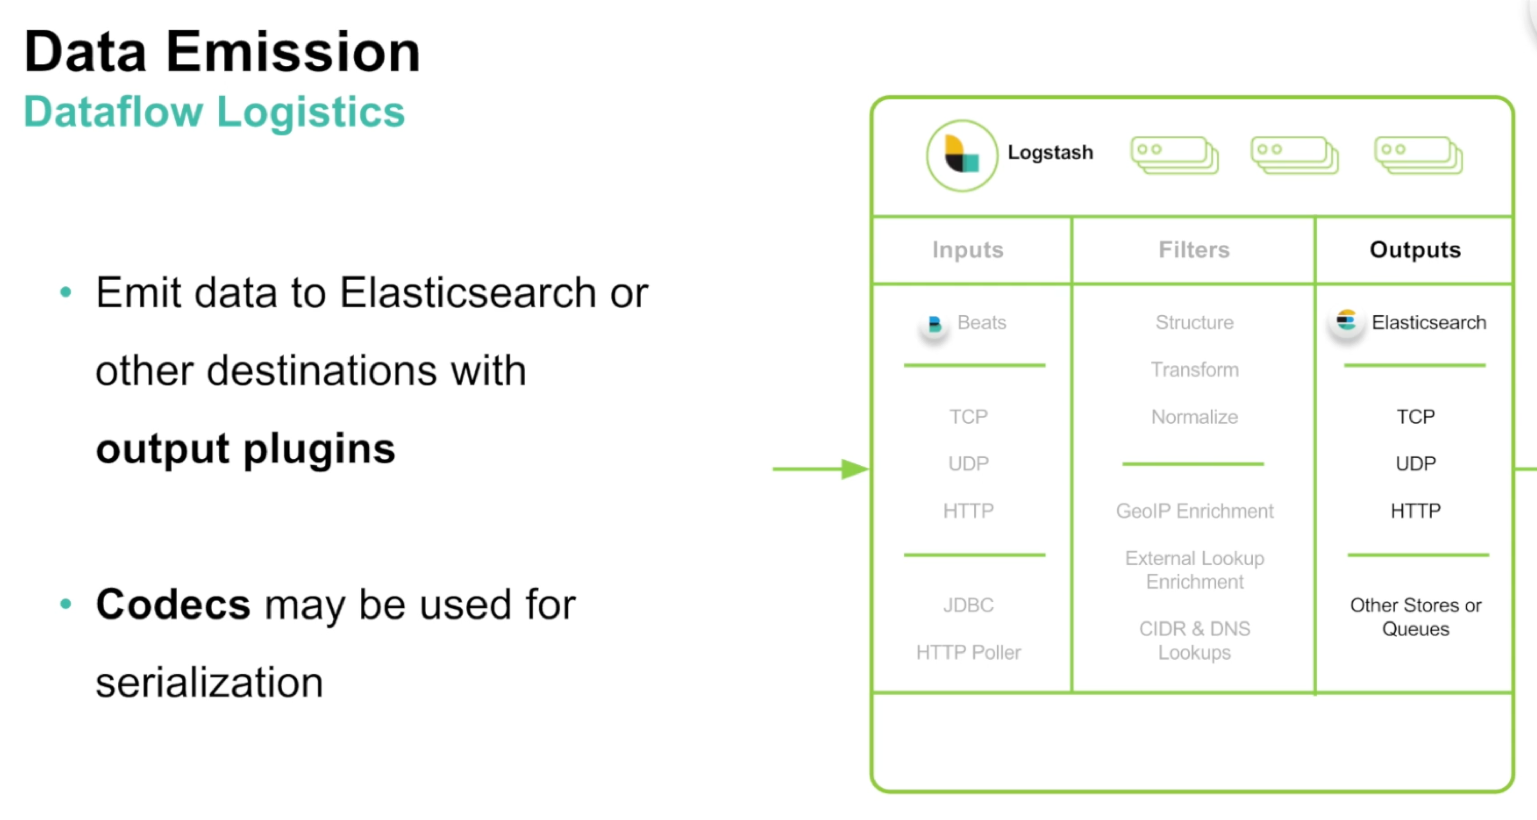 Data Emission
Dataflow Logistics
• Emit data to Elasticsearch or
other destinations with
output plugins
• Codecs may be used for
serialization
Logstash
Inputs
Filters
Outputs
Beats
TCP
UDP
HTTP
JDBC
HTTP Poller
Structure
Transform
Normalize
GeoIP Enrichment
External Lookup
Enrichment
CIDR & DNS
Lookups
Elasticsearch
TCP
UDP
HTTP
Other Stores or
Queues